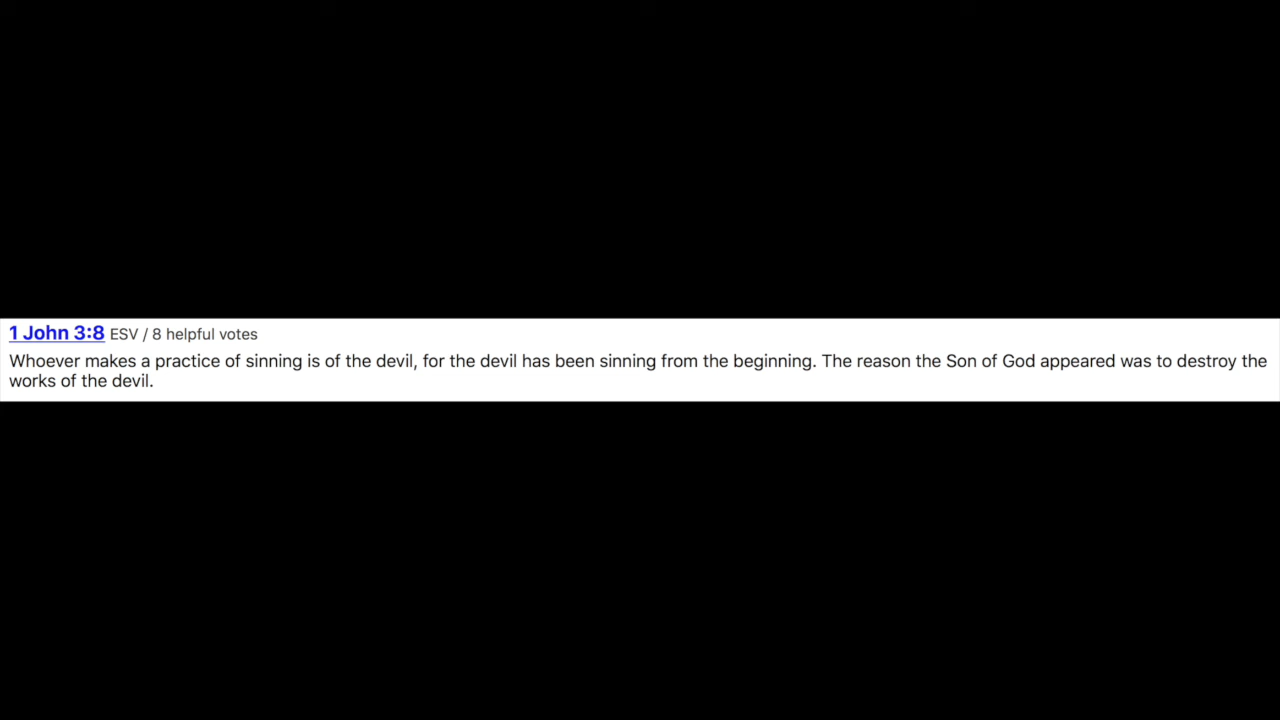 1 John 3:8 ESV / 8 helpful votes
Whoever makes a practice of sinning is of the devil, for the devil has been sinning from the beginning. The reason the Son of God appeared was to destroy the
works of the devil.